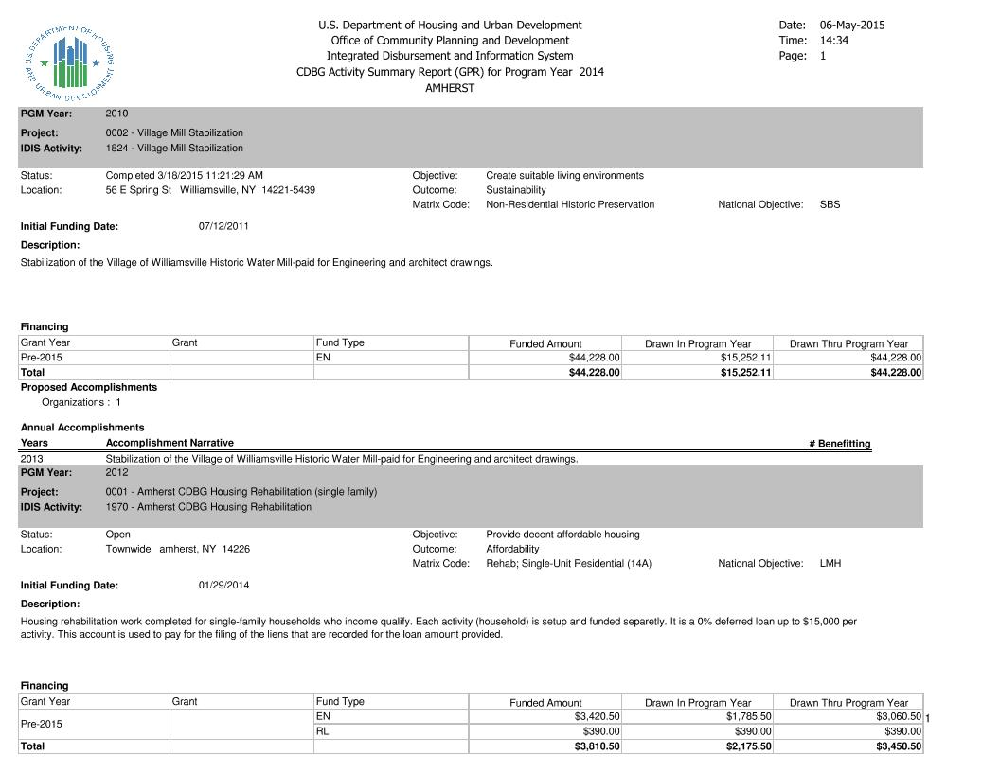 U.S. DEPARTMENT OF HOUSING AND URBAN DEVELOPMENT
U.S. Department of Housing and Urban Development
Office of Community Planning and Development
Integrated Disbursement and Information System
CDBG Activity Summary Report (GPR) for Program Year 2014
AMHERST
Date: 06-May-2015
Time: 14:34
Page: 1
PGM Year: 2010
Project: 0002 - Village Mill Stabilization
IDIS Activity: 1824 - Village Mill Stabilization
Status: Completed 3/18/2015 11:21:29 AM Objective: Create suitable living environments
Location: 56 E Spring St Williamsville, NY 14221-5439 Outcome: Sustainability
Matrix Code: Non-Residential Historic Preservation National Objective: SBS
Initial Funding Date: 07/12/2011
Description:
Stabilization of the Village of Williamsville Historic Water Mill-paid for Engineering and architect drawings.
Financing
Grant Year Grant Fund Type Funded Amount Drawn In Program Year Drawn Thru Program Year
Pre-2015 EN $44,228.00 $15,252.11 $44,228.00
Total $44,228.00 $15,252.11 $44,228.00
Proposed Accomplishments
Organizations : 1
Annual Accomplishments
Years Accomplishment Narrative # Benefitting
2013 Stabilization of the Village of Williamsville Historic Water Mill-paid for Engineering and architect drawings.
PGM Year: 2012
Project: 0001 - Amherst CDBG Housing Rehabilitation (single family)
IDIS Activity: 1970 - Amherst CDBG Housing Rehabilitation
Status: Open Objective: Provide decent affordable housing
Location: Townwide amherst, NY 14226 Outcome: Affordability
Matrix Code: Rehab; Single-Unit Residential (14A) National Objective: LMH
Initial Funding Date: 01/29/2014
Description:
Housing rehabilitation work completed for single-family households who income qualify. Each activity (household) is setup and funded separetly. It is a 0% deferred loan up to $15,000 per
activity. This account is used to pay for the filing of the liens that are recorded for the loan amount provided.
Financing
Grant Year Grant Fund Type Funded Amount Drawn In Program Year Drawn Thru Program Year
Pre-2015 EN $3,420.50 $1,785.50 $3,060.50 1
RL $390.00 $390.00 $390.00
Total $3,810.50 $2,175.50 $3,450.50